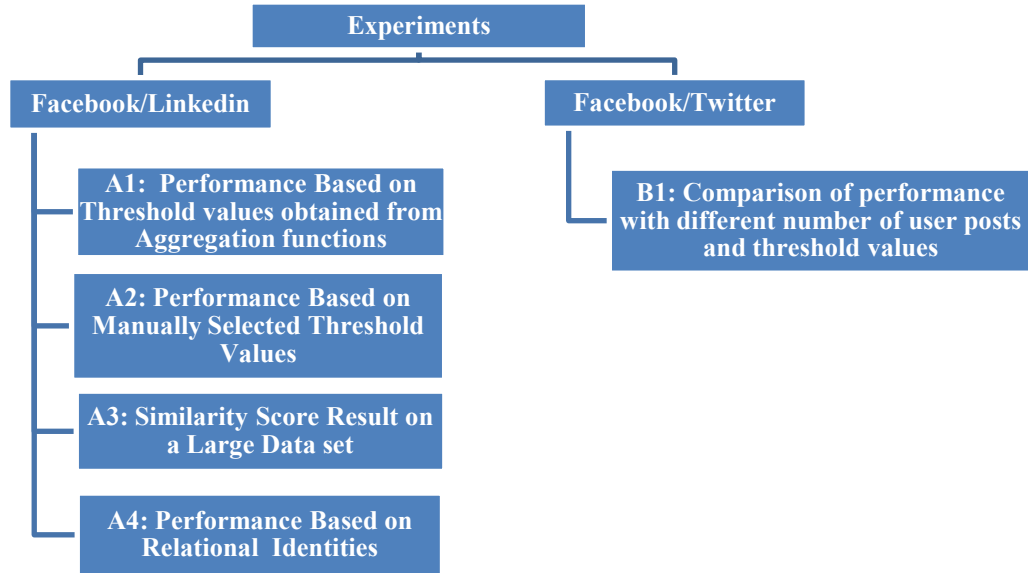 Experiments
Facebook/Linkedin
A1: Performance Based on
Threshold values obtained from
Aggregation functions
A2: Performance Based on
Manually Selected Threshold
Values
A3: Similarity Score Result on
a Large Data set
A4: Performance Based on
Relational Identities
Facebook/Twitter
B1: Comparison of performance
with different number of user posts
and threshold values